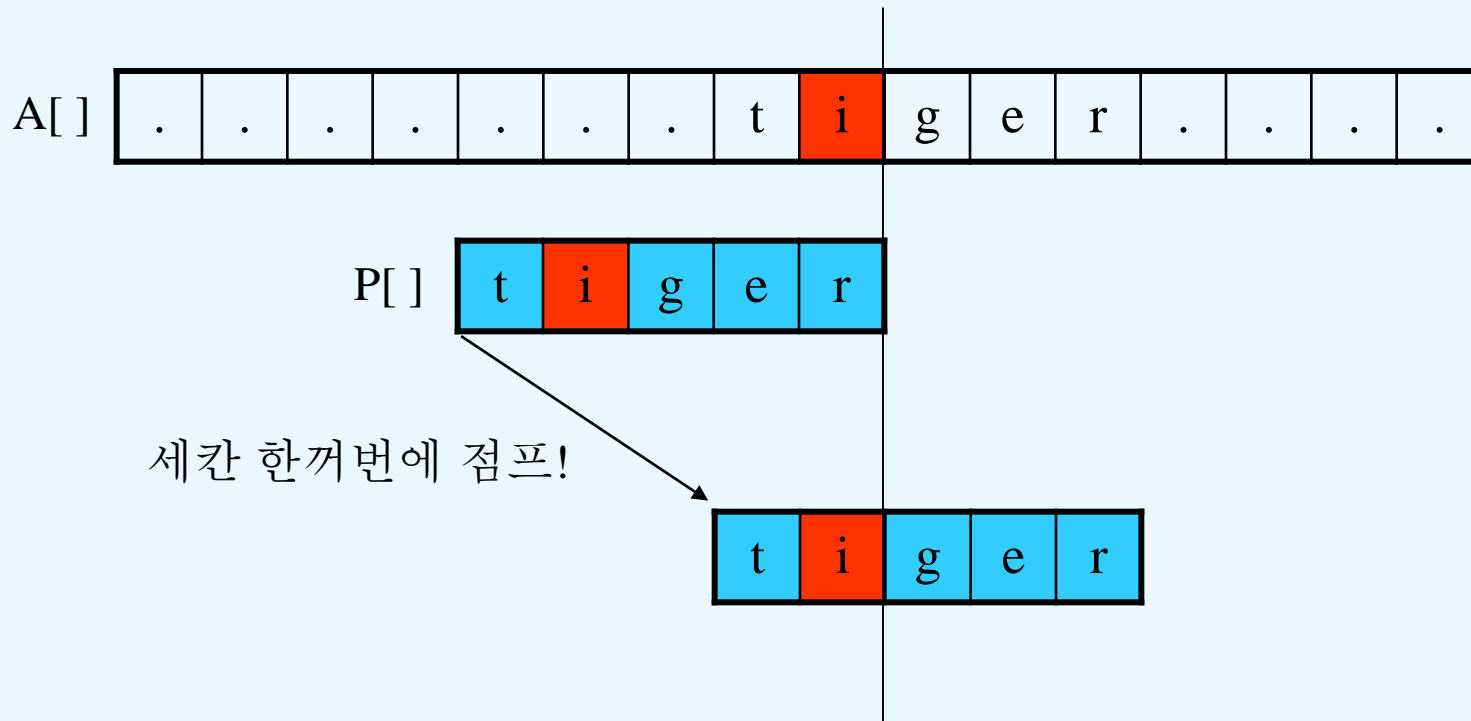 A[ ] . . . . . . . t i g e r . . . .
P[ ] t i g e r
세칸 한꺼번에 점프!
t i g e r